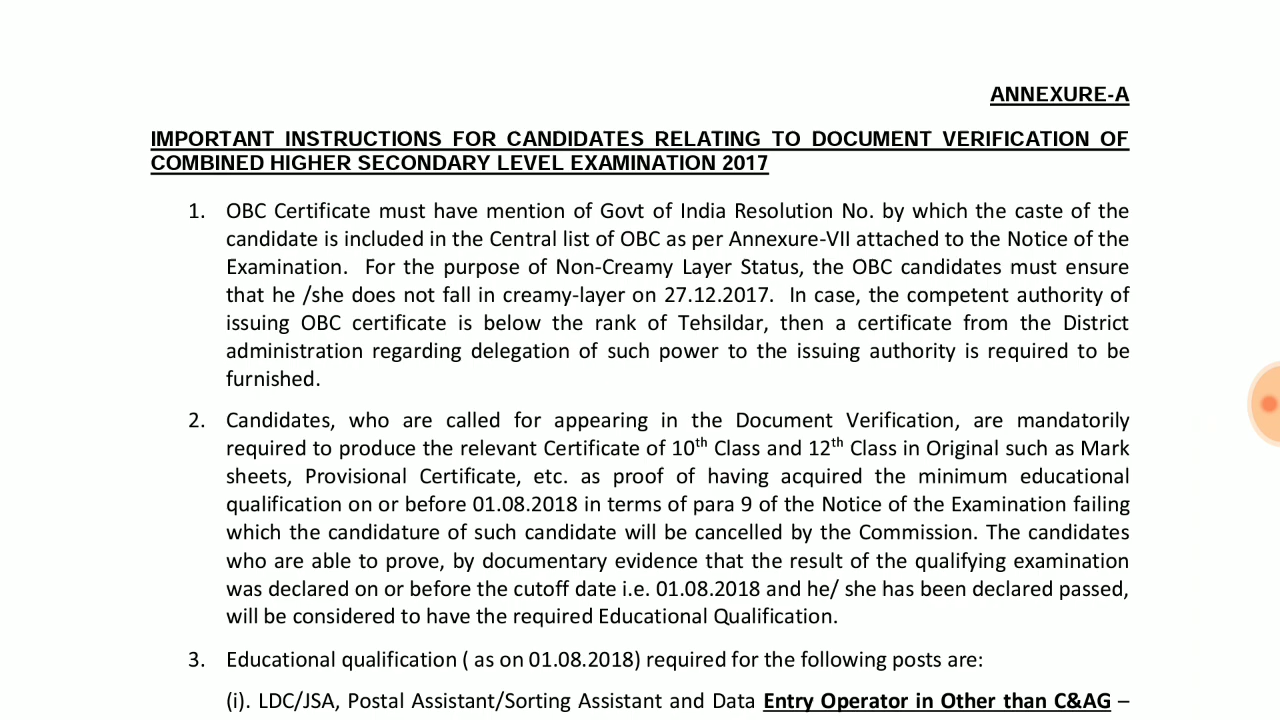 ANNEXURE-A
IMPORTANT INSTRUCTIONS FOR CANDIDATES RELATING TO DOCUMENT VERIFICATION OF
COMBINED HIGHER SECONDARY LEVEL EXAMINATION 2017
1. OBC Certificate must have mention of Govt of India Resolution No. by which the caste of the
candidate is included in the Central list of OBC as per Annexure-VII attached to the Notice of the
Examination. For the purpose of Non-Creamy Layer Status, the OBC candidates must ensure
that he /she does not fall in creamy-layer on 27.12.2017. In case, the competent authority of
issuing OBC certificate is below the rank of Tehsildar, then a certificate from the District
administration regarding delegation of such power to the issuing authority is required to be
furnished.
2. Candidates, who are called for appearing in the Document Verification, are mandatorily
required to produce the relevant Certificate of 10th Class and 12th Class in Original such as Mark
sheets, Provisional Certificate, etc. as proof of having acquired the minimum educational
qualification on or before 01.08.2018 in terms of para 9 of the Notice of the Examination failing
which the candidature of such candidate will be cancelled by the Commission. The candidates
who are able to prove, by documentary evidence that the result of the qualifying examination
was declared on or before the cutoff date i.e. 01.08.2018 and he/ she has been declared passed,
will be considered to have the required Educational Qualification.
3. Educational qualification ( as on 01.08.2018) required for the following posts are:
(i). LDC/JSA, Postal Assistant/Sorting Assistant and Data Entry Operator in Other than C&AG –